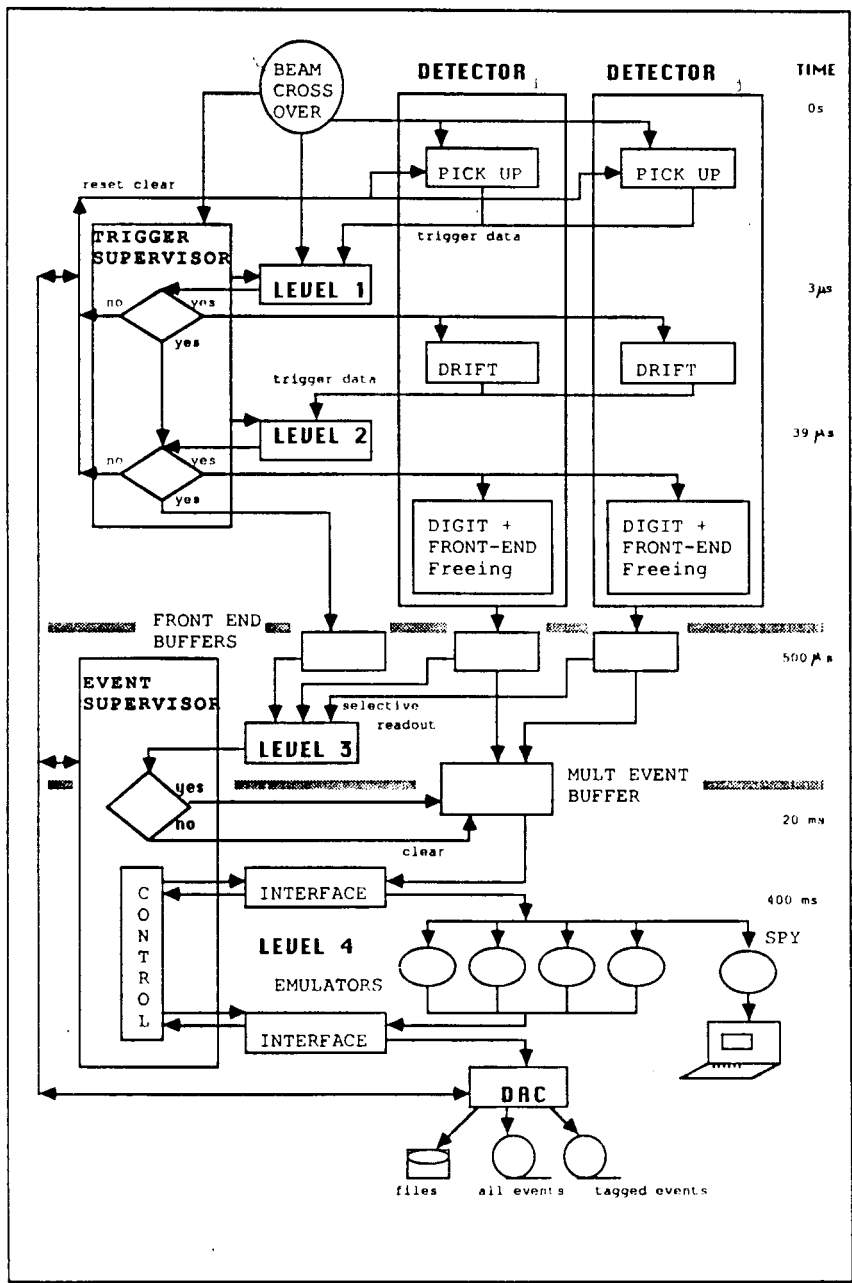 BEAM
CROSS
OVER
DETECTOR i
DETECTOR j
TIME
0s
PICK UP
PICK UP
reset clear
trigger data
TRIGGER
SUPERVISOR
LEVEL 1
no
yes
yes
3 µs
DRIFT
DRIFT
trigger data
LEVEL 2
39 µs
no
yes
yes
DIGIT +
FRONT-END
Freeing
DIGIT +
FRONT-END
Freeing
FRONT END
BUFFERS
500 µs
EVENT
SUPERVISOR
selective
readout
LEVEL 3
yes
no
MULT EVENT
BUFFER
20 ms
clear
CONTROL
INTERFACE
400 ms
LEVEL 4
EMULATORS
SPY
INTERFACE
DAC
files
all events
tagged events